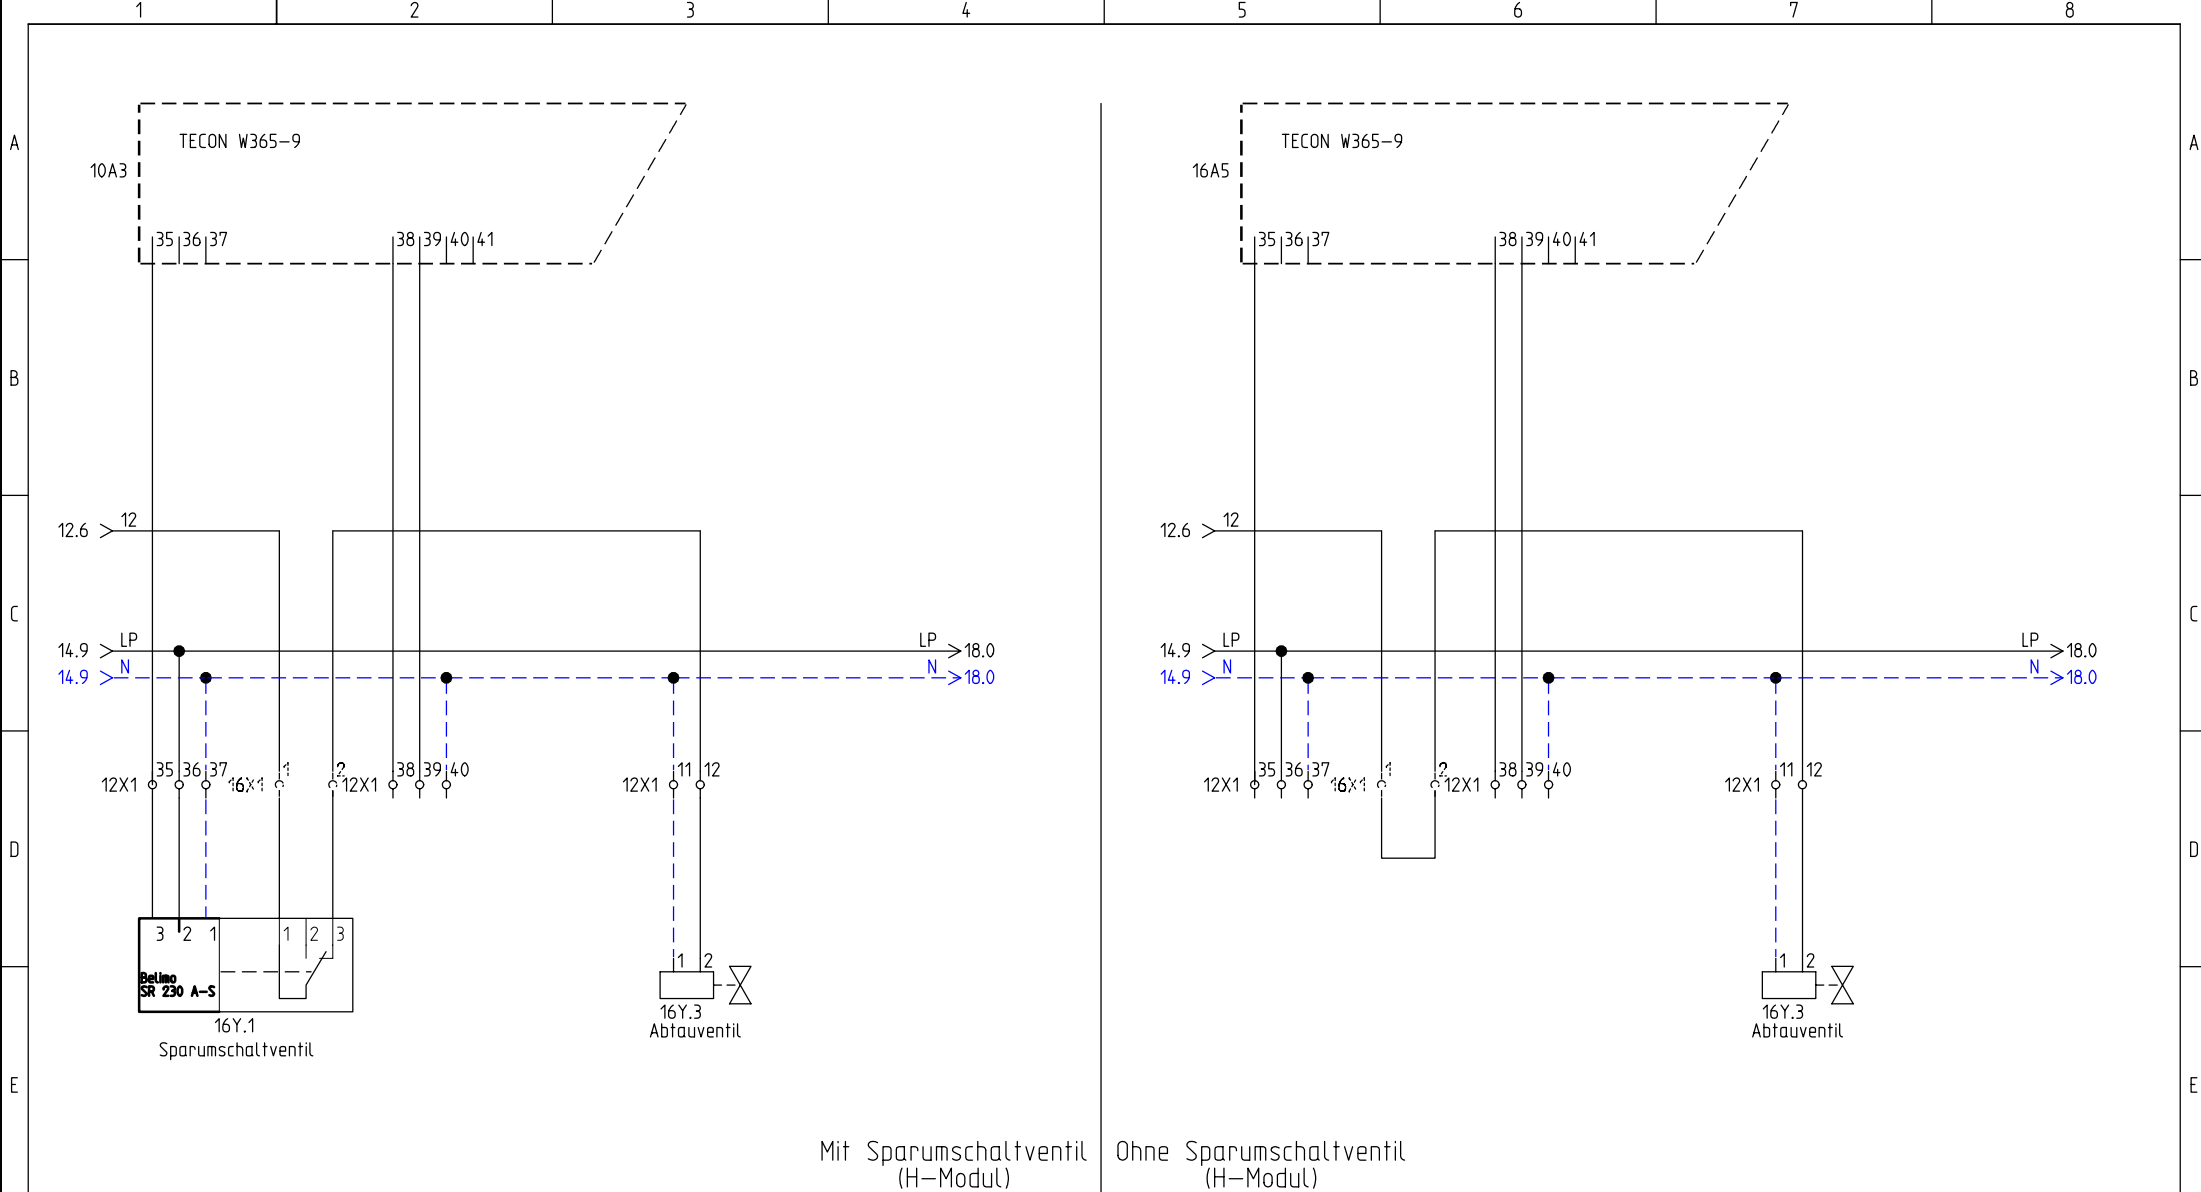 1 2 3 4 5 6 7 8
A A
TECON W365-9 TECON W365-9
10A3 16A5
35 36 37 38 39 40 41 35 36 37 38 39 40 41
B B
12 12
12.6 12.6
C C
LP LP LP LP
14.9 18.0 14.9 18.0
N N N N
14.9 18.0 14.9 18.0
35 36 37 1 2 38 39 40 11 12 35 36 37 1 2 38 39 40 11 12
12X1 16X1 12X1 12X1 12X1 16X1 12X1 12X1
D D
3 2 1 1 2 3
1 2 1 2
Belimo
SR 230 A-S
16Y.3 16Y.3
16Y.1
Abtauventil Abtauventil
Sparumschaltventil
E E
Mit Sparumschaltventil Ohne Sparumschaltventil
(H-Modul) (H-Modul)